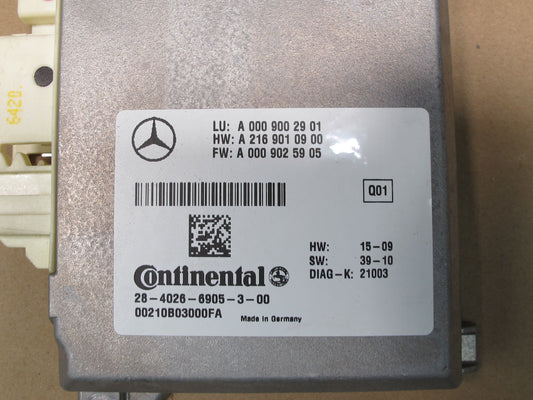 6420.
LU: A 000 900 29 01
HW: A 216 901 09 00
FW: A 000 902 59 05
Q01
HW: 15-09
SW: 39-10
DIAG-K: 21003
Continental
28-4026-6905-3-00
00210B03000FA
Made in Germany